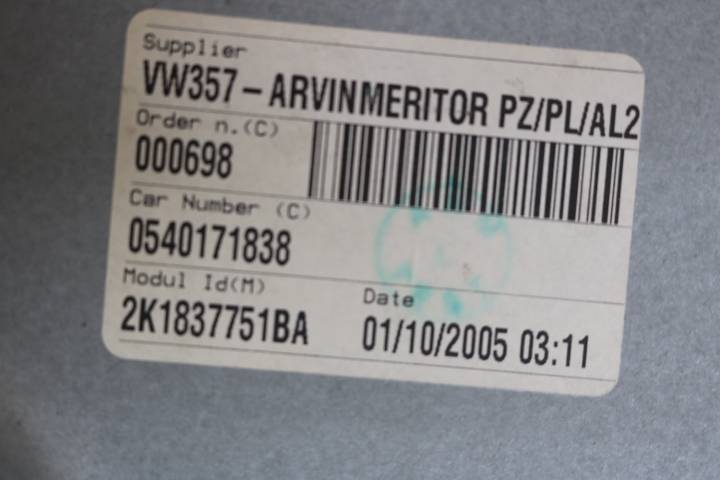 Supplier
VW357 - ARVINMERITOR PZ/PL/AL2
Order n.(C)
000698
Car Number (C)
0540171838
Modul Id(M)
2K1837751BA
Date
01/10/2005 03:11